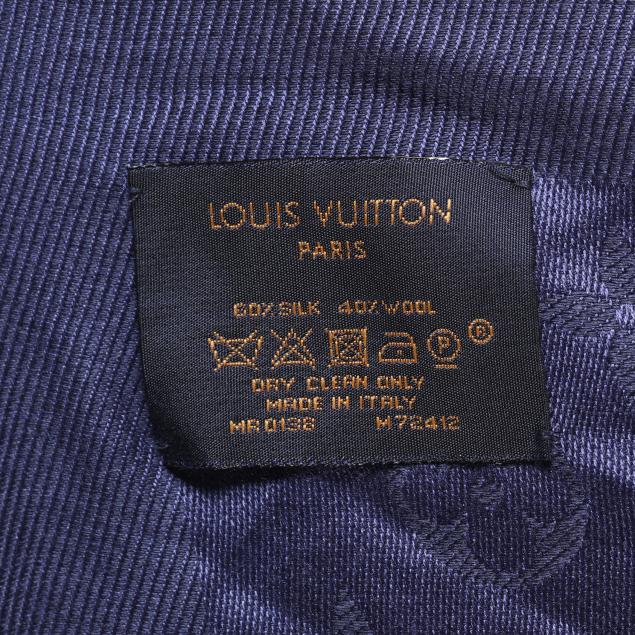 LOUIS VUITTON
PARIS
60% SILK 40% WOOL
P ®
DRY CLEAN ONLY
MADE IN ITALY
MR0138 M72412